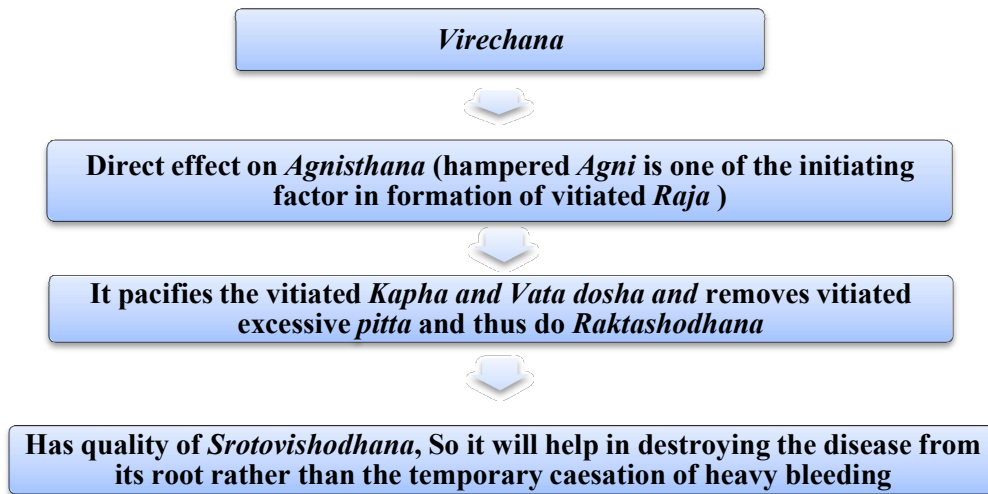 Virechana
Direct effect on Agnisthana (hampered Agni is one of the initiating
factor in formation of vitiated Raja )
It pacifies the vitiated Kapha and Vata dosha and removes vitiated
excessive pitta and thus do Raktashodhana
Has quality of Srotovishodhana, So it will help in destroying the disease from
its root rather than the temporary caesation of heavy bleeding